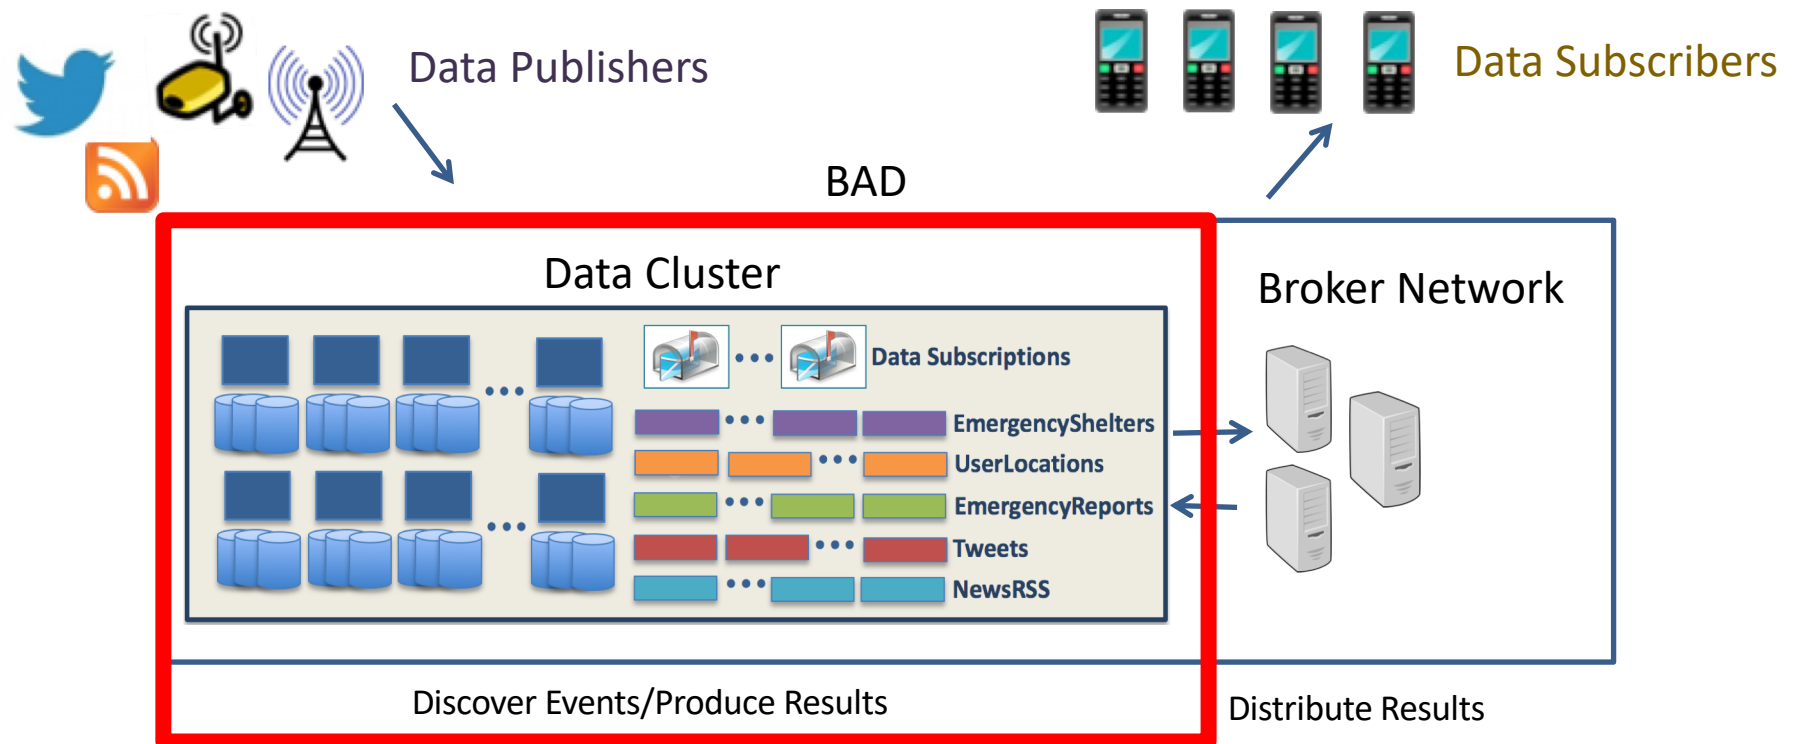 Data Publishers
Data Subscribers
BAD
Data Cluster
Broker Network
Data Subscriptions
EmergencyShelters
UserLocations
EmergencyReports
Tweets
NewsRSS
Discover Events/Produce Results
Distribute Results